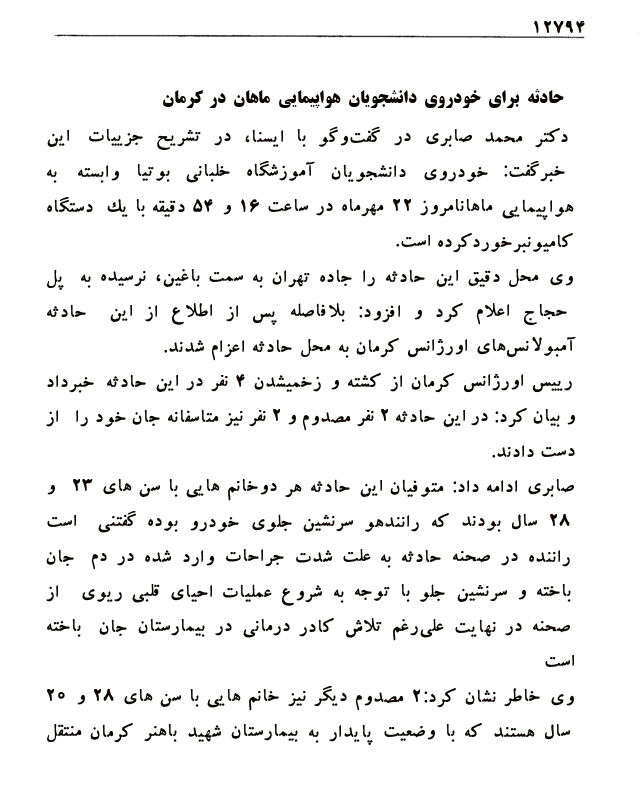 ۱۲۷۹۴
حادثه برای خودروی دانشجویان هواپیمایی ماهان در کرمان
دکتر محمد صابری در گفت‌وگو با ایسنا، در تشریح جزییات این
خبرگفت: خودروی دانشجویان آموزشگاه خلبانی بوتیا وابسته به
هواپیمایی ماهانامروز ۲۲ مهرماه در ساعت ۱۶ و ۵۴ دقیقه با یك دستگاه
کامیونبرخوردکرده است.
وی محل دقیق این حادثه را جاده تهران به سمت باغین، نرسیده به پل
حجاج اعلام کرد و افزود: بلافاصله پس از اطلاع از این حادثه
آمبولانس‌های اورژانس کرمان به محل حادثه اعزام شدند.
رییس اورژانس کرمان از کشته و زخمیشدن ۴ نفر در این حادثه خبرداد
و بیان کرد: در این حادثه ۲ نفر مصدوم و ۲ نفر نیز متاسفانه جان خود را از
دست دادند.
صابری ادامه داد: متوفیان این حادثه هر دوخانم هایی با سن های ۲۳ و
۲۸ سال بودند که رانندهو سرنشین جلوی خودرو بوده گفتنی است
راننده در صحنه حادثه به علت شدت جراحات وارد شده در دم جان
باخته و سرنشین جلو با توجه به شروع عملیات احیای قلبی ریوی از
صحنه در نهایت علی‌رغم تلاش کادر درمانی در بیمارستان جان باخته
است
وی خاطر نشان کرد:۲ مصدوم دیگر نیز خانم هایی با سن های ۲۸ و ۲۵
سال هستند که با وضعیت پایدار به بیمارستان شهید باهنر کرمان منتقل